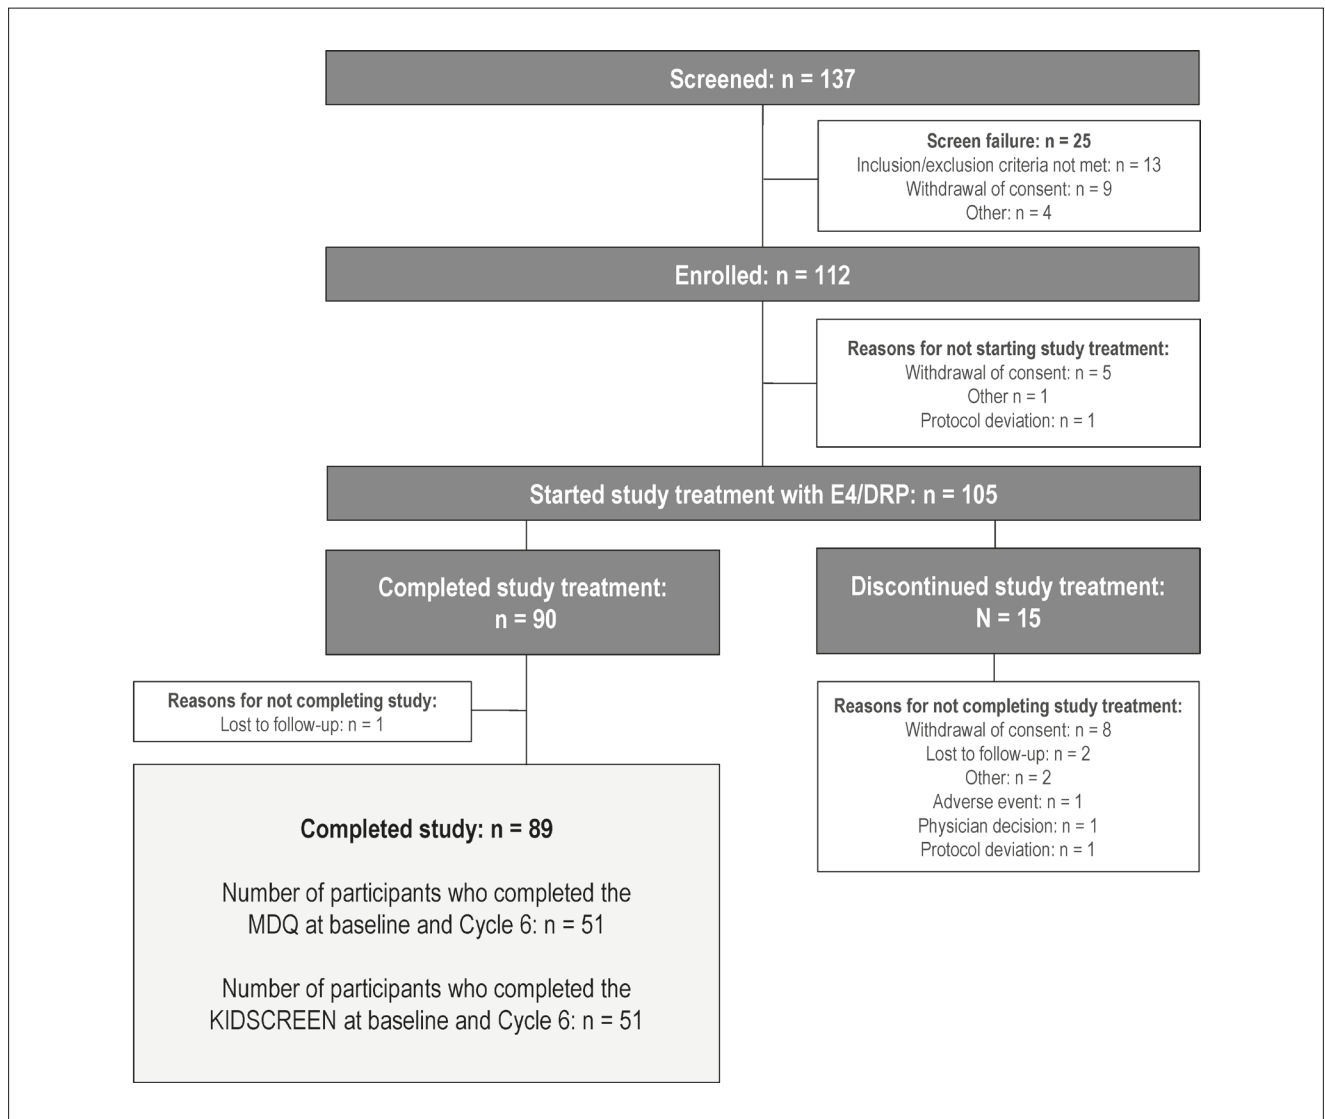 Screened: n = 137
Screen failure: n = 25
Inclusion/exclusion criteria not met: n = 13
Withdrawal of consent: n = 9
Other: n = 4
Enrolled: n = 112
Reasons for not starting study treatment:
Withdrawal of consent: n = 5
Other n = 1
Protocol deviation: n = 1
Started study treatment with E4/DRP: n = 105
Completed study treatment:
n = 90
Discontinued study treatment:
N = 15
Reasons for not completing study:
Lost to follow-up: n = 1
Reasons for not completing study treatment:
Withdrawal of consent: n = 8
Lost to follow-up: n = 2
Other: n = 2
Adverse event: n = 1
Physician decision: n = 1
Protocol deviation: n = 1
Completed study: n = 89
Number of participants who completed the
MDQ at baseline and Cycle 6: n = 51
Number of participants who completed the
KIDSCREEN at baseline and Cycle 6: n = 51